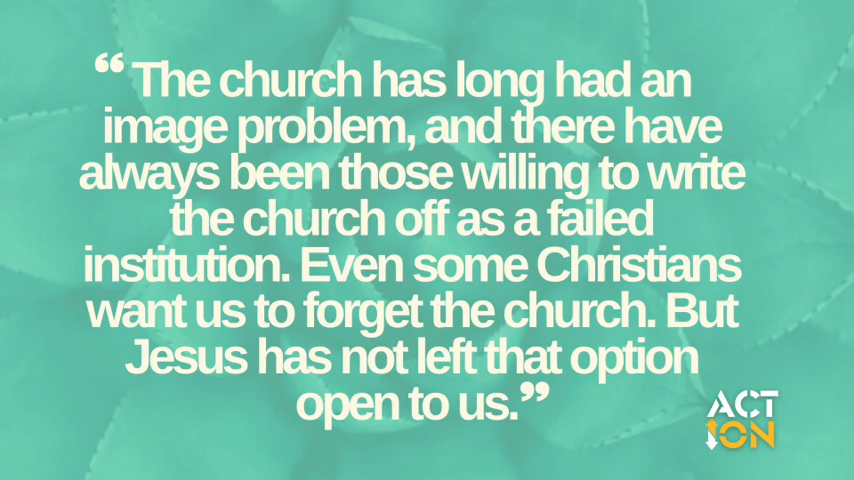 “The church has long had an
image problem, and there have
always been those willing to write
the church off as a failed
institution. Even some Christians
want us to forget the church. But
Jesus has not left that option
open to us.”
ACT
ION